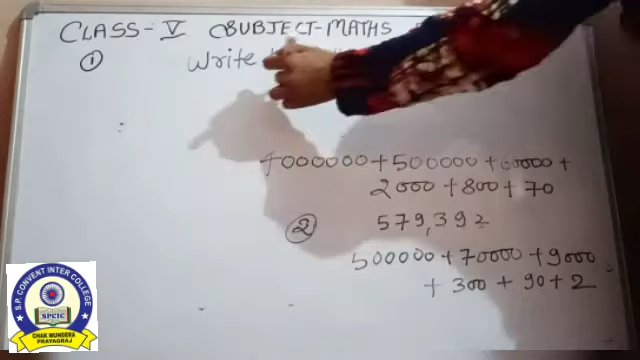 CLASS-V SUBJECT-MATHS
① Write
4000000+500000+60000+
2000+800+70
② 579,392
500000+70000+9000
+300+90+2
S.P. CONVENT INTER COLLEGE
SPCIC
CHAK MUNDERA
PRAYAGRAJ